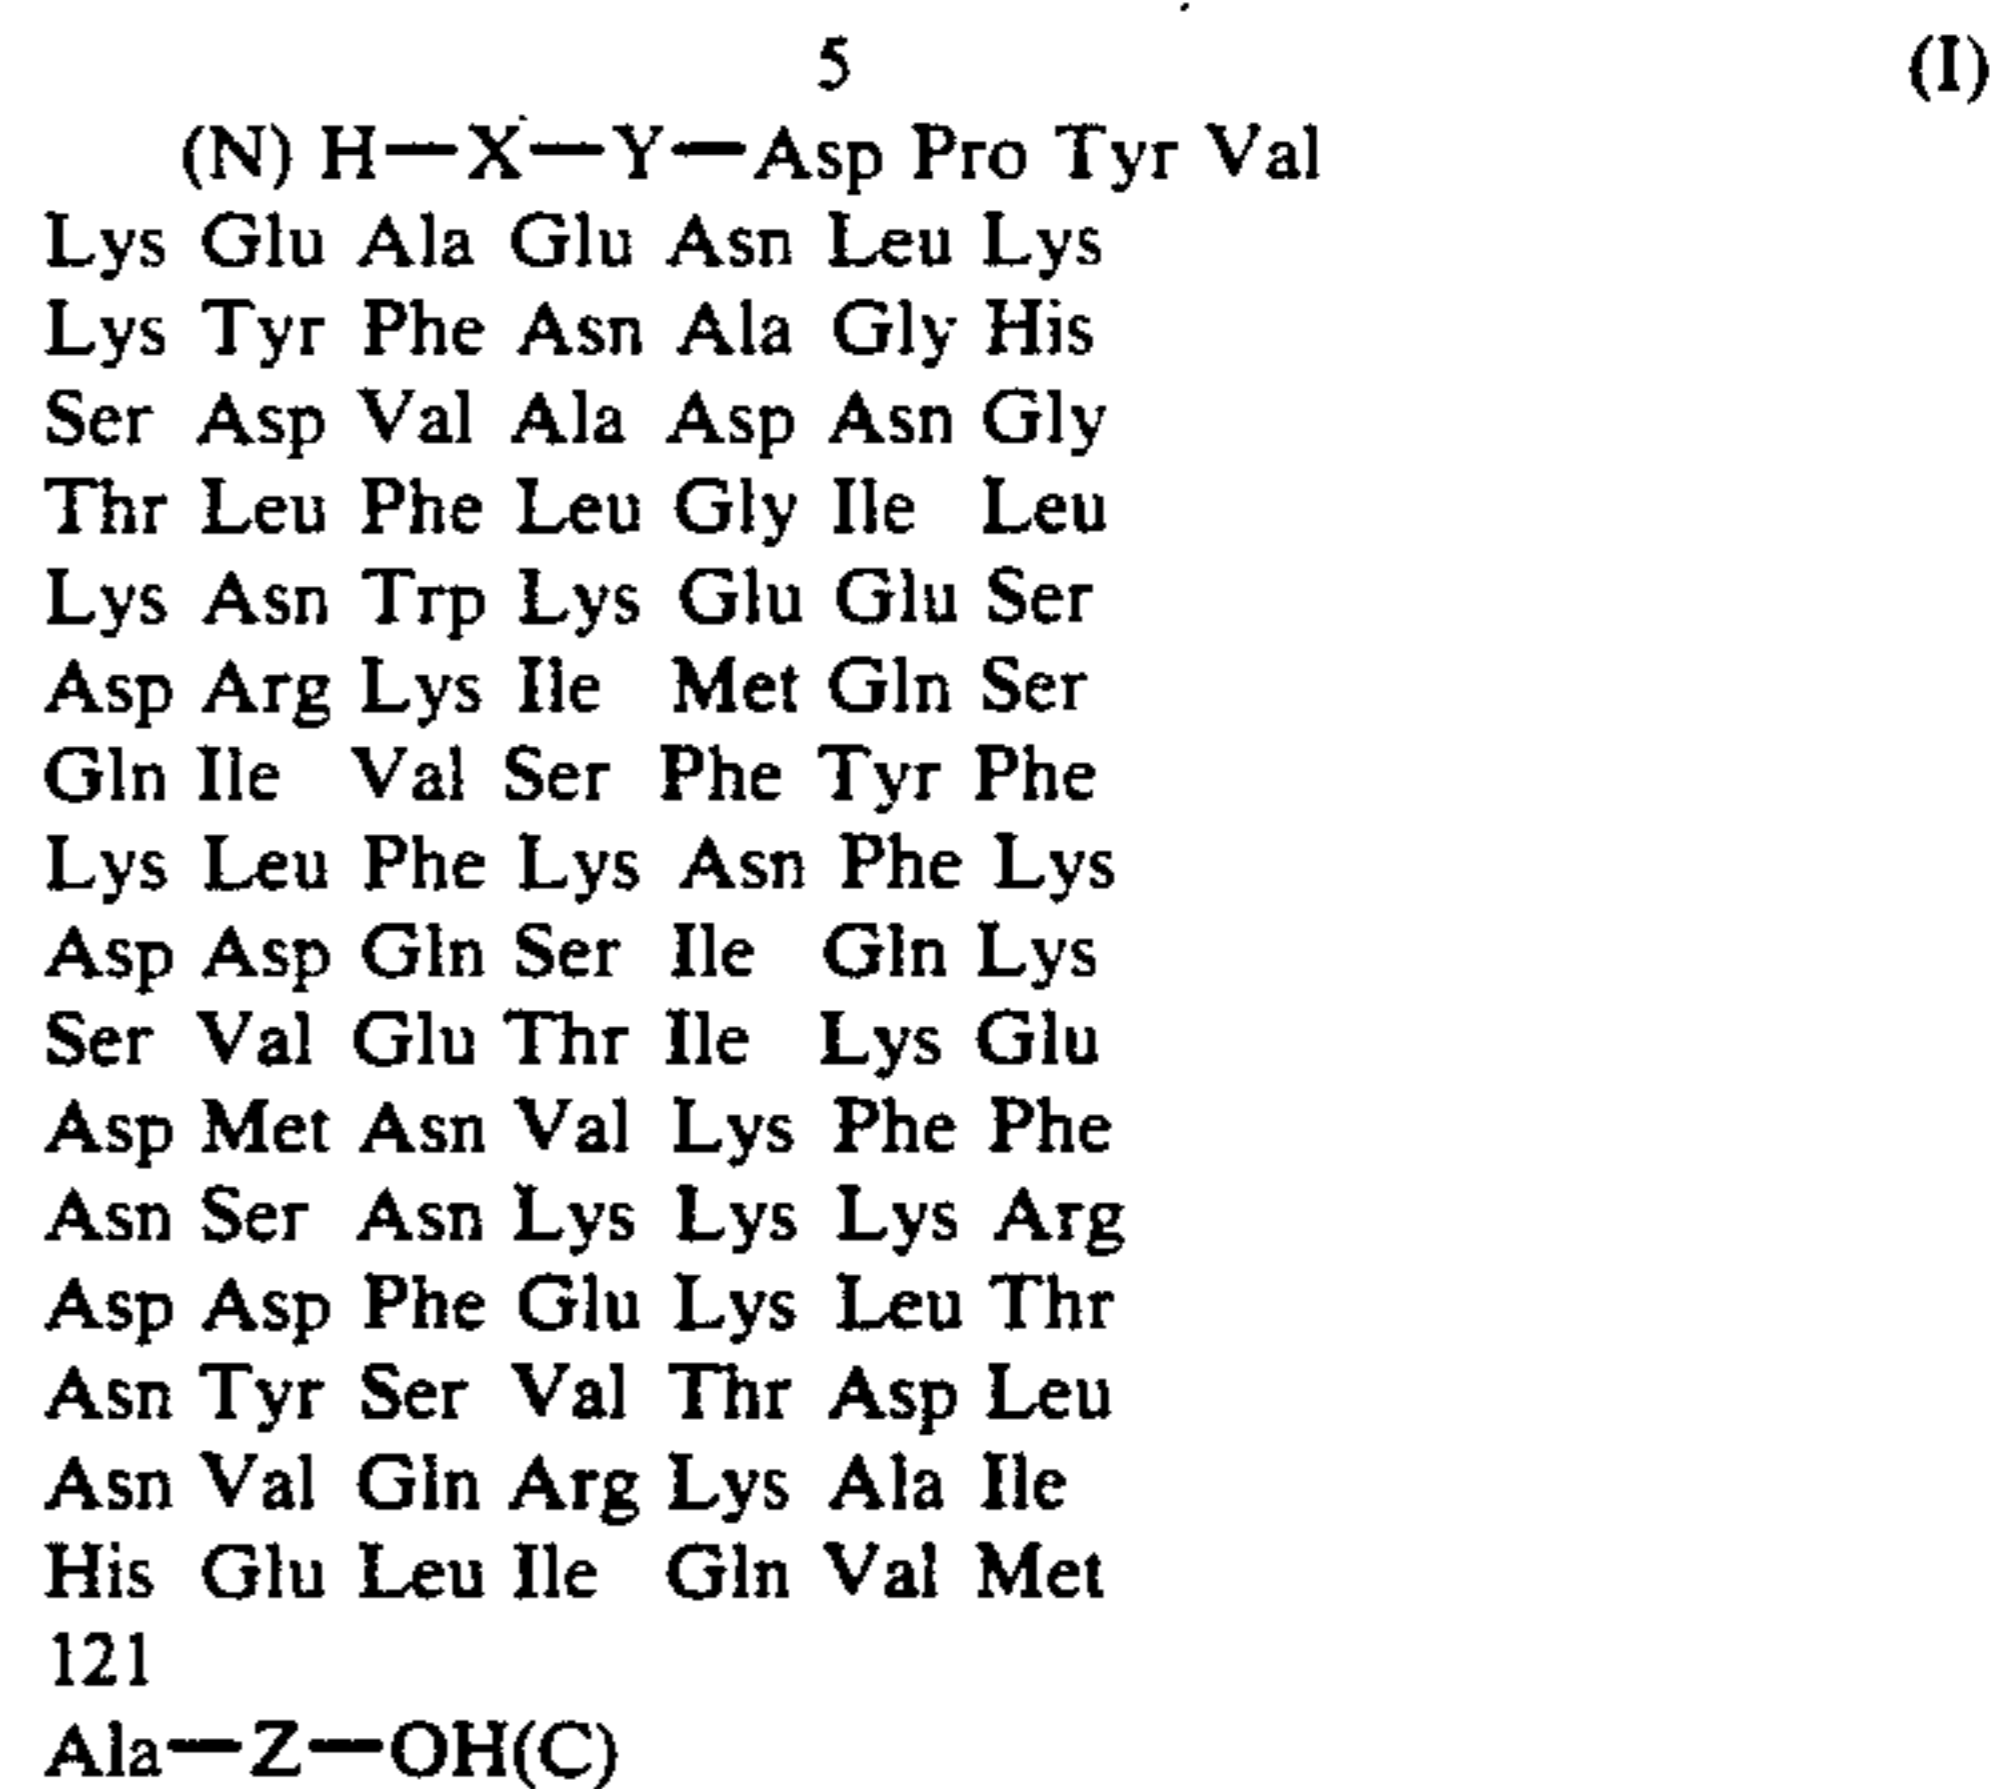 5 (I)
(N) H—X—Y—Asp Pro Tyr Val
Lys Glu Ala Glu Asn Leu Lys
Lys Tyr Phe Asn Ala Gly His
Ser Asp Val Ala Asp Asn Gly
Thr Leu Phe Leu Gly Ile Leu
Lys Asn Trp Lys Glu Glu Ser
Asp Arg Lys Ile Met Gln Ser
Gln Ile Val Ser Phe Tyr Phe
Lys Leu Phe Lys Asn Phe Lys
Asp Asp Gln Ser Ile Gln Lys
Ser Val Glu Thr Ile Lys Glu
Asp Met Asn Val Lys Phe Phe
Asn Ser Asn Lys Lys Lys Arg
Asp Asp Phe Glu Lys Leu Thr
Asn Tyr Ser Val Thr Asp Leu
Asn Val Gln Arg Lys Ala Ile
His Glu Leu Ile Gln Val Met
121
Ala—Z—OH(C)